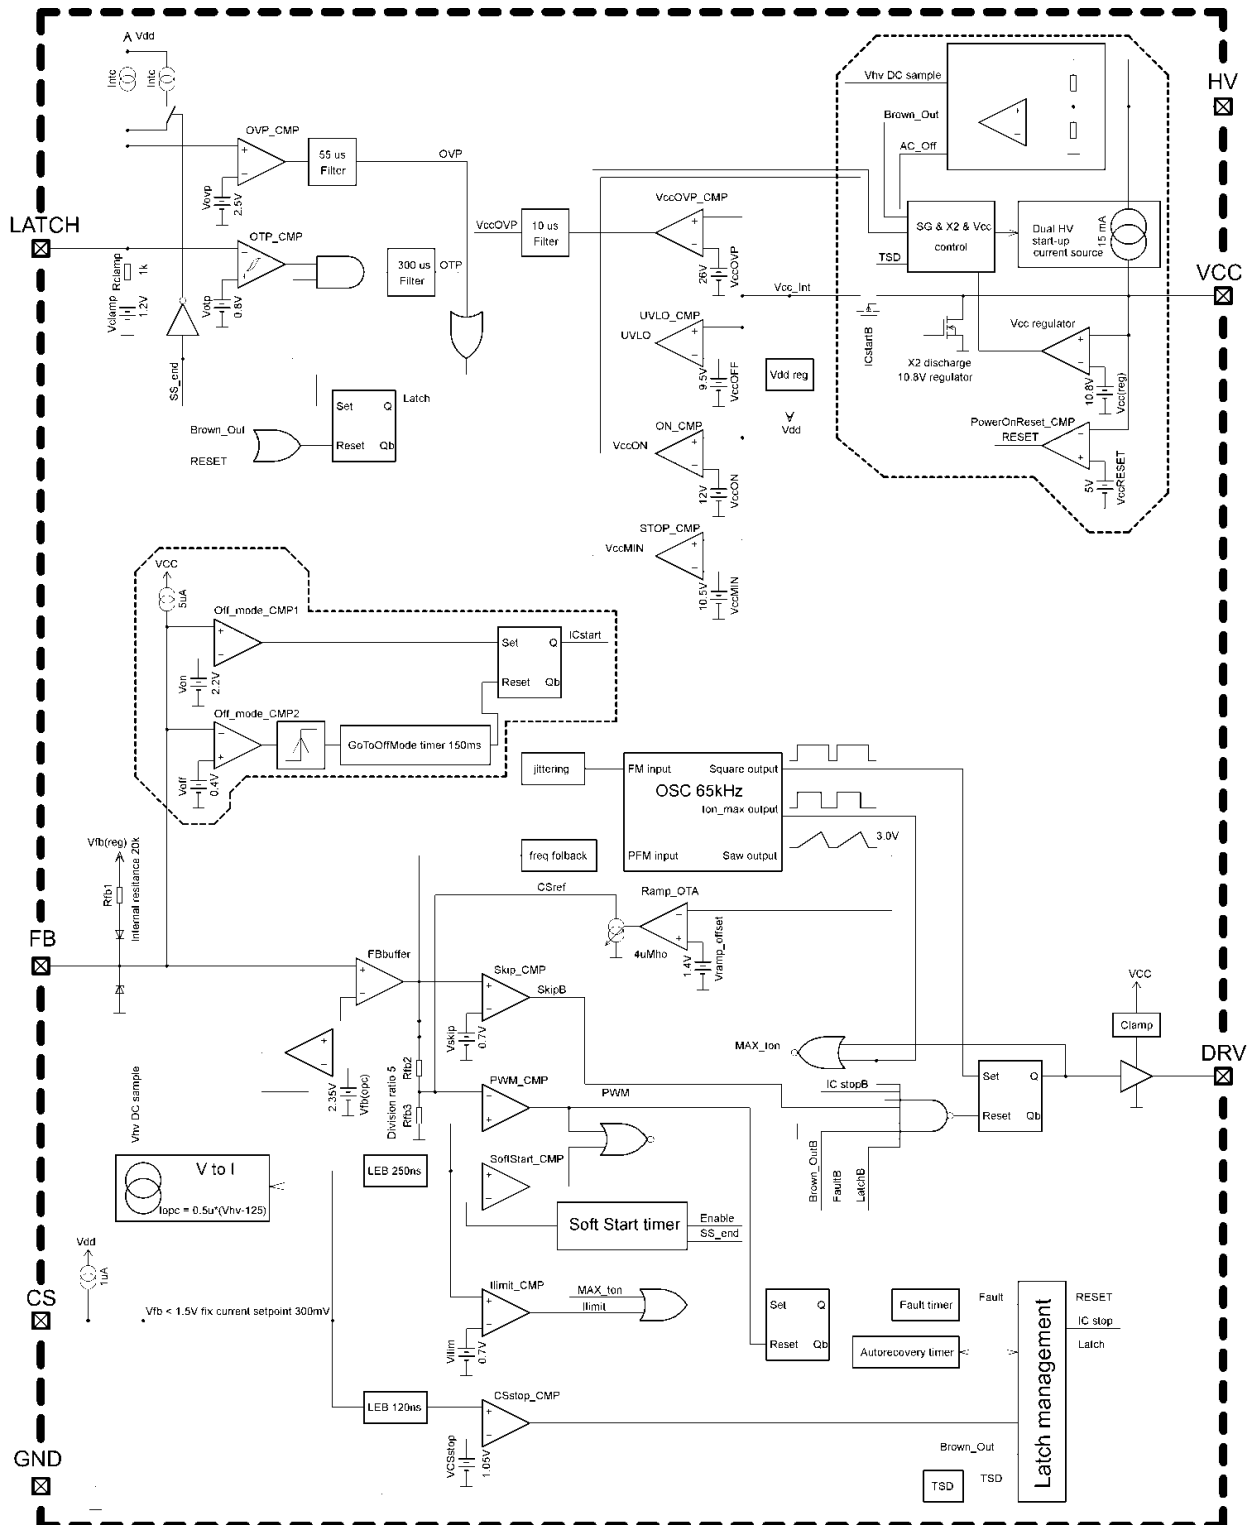 Vdd
Intc
Intc
OVP_CMP
55 us
Filter
OVP
Vovp
2.5V
LATCH
Rclamp
1k
Vclamp
1.2V
OTP_CMP
300 us
Filter
OTP
Votp
0.8V
SS_end
Brown_Out
RESET
Set
Q
Reset
Qb
Latch
VccOVP
10 us
Filter
VccOVP_CMP
26V
VccOVP
UVLO_CMP
UVLO
9.5V
VccOFF
Vdd reg
Vdd
ON_CMP
VccON
12V
VccON
STOP_CMP
VccMIN
10.5V
VccMIN
Vhv DC sample
Brown_Out
AC_Off
SG & X2 & Vcc
control
TSD
Dual HV
start-up
current source
15 mA
HV
VCC
Vcc_Int
ICstartB
X2 discharge
10.8V regulator
Vcc regulator
10.8V
Vcc(reg)
PowerOnReset_CMP
RESET
5V
VccRESET
VCC
5uA
Off_mode_CMP1
Von
2.2V
Set
Q
Reset
Qb
ICstart
Off_mode_CMP2
Voff
0.4V
GoToOffMode timer 150ms
jittering
FM input
Square output
OSC 65kHz
Ton_max output
PFM input
Saw output
3.0V
freq folback
Vfb(reg)
Rfb1
Internal resitance 20k
FB
CSref
Ramp_OTA
4uMho
1.4V
Vramp_offset
FBbuffer
Skip_CMP
SkipB
Vskip
0.7V
2.35V
Vfb(opc)
Division ratio 5
Rfb2
Rfb3
PWM_CMP
PWM
SoftStart_CMP
LEB 250ns
Vhv DC sample
V to I
Iopc = 0.5u*(Vhv-125)
Soft Start timer
Enable
SS_end
MAX_ton
IC stopB
Brown_OutB
FaultB
LatchB
Set
Q
Reset
Qb
VCC
Clamp
DRV
Vdd
1uA
CS
Vfb < 1.5V fix current setpoint 300mV
Ilimit_CMP
MAX_ton
Ilimit
Vilim
0.7V
Set
Q
Reset
Qb
Fault timer
Fault
Autorecovery timer
Latch management
RESET
IC stop
Latch
LEB 120ns
CSstop_CMP
VCSstop
1.05V
Brown_Out
TSD
TSD
GND